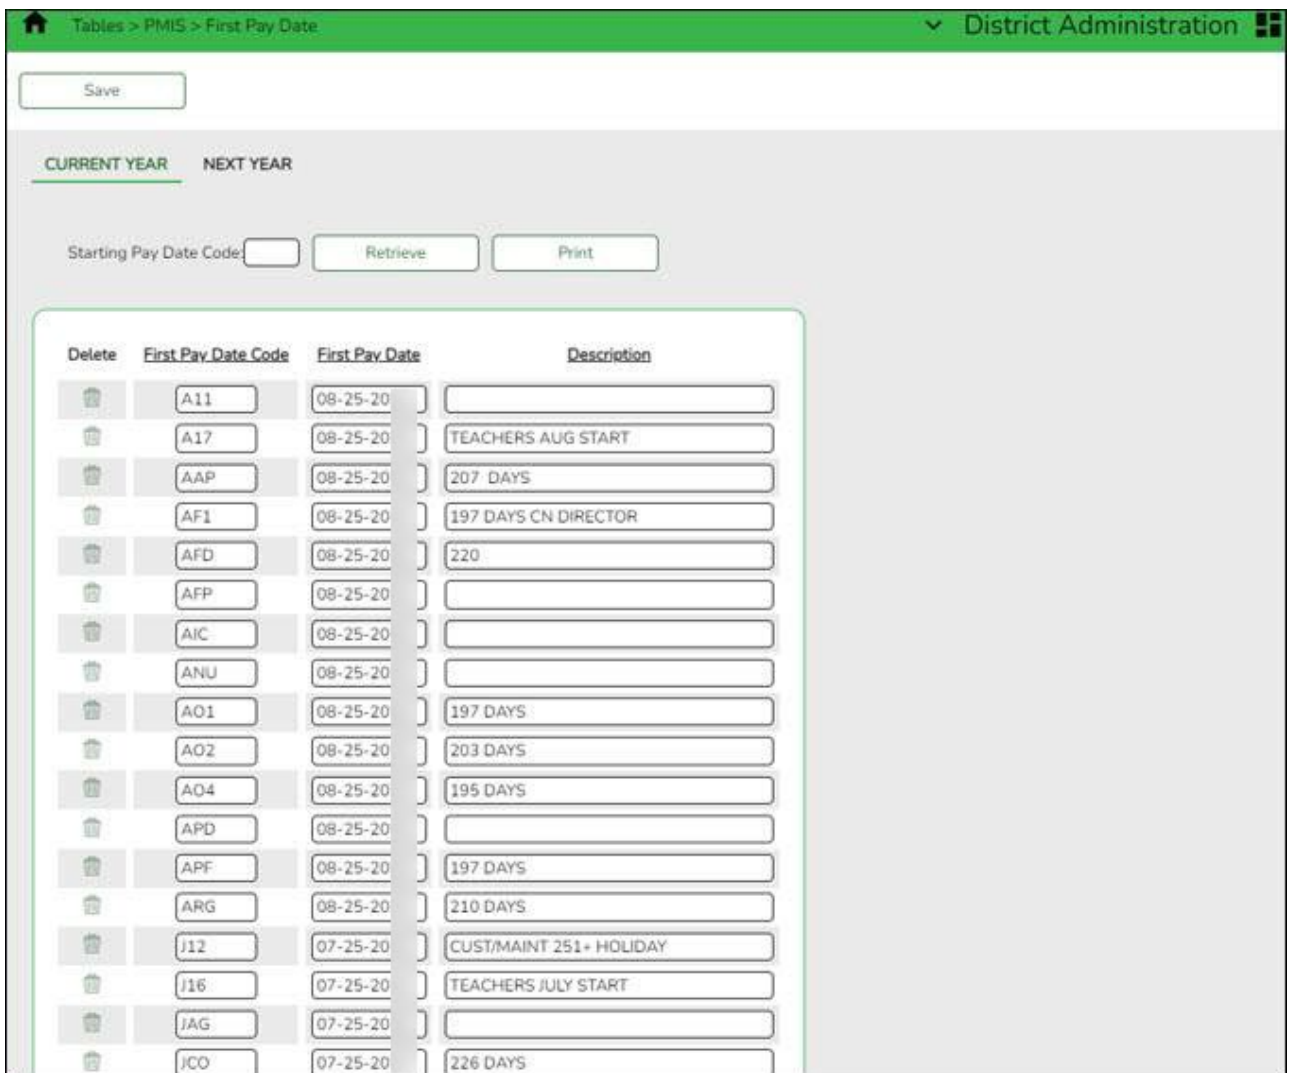 Tables > PMIS > First Pay Date District Administration
Save
CURRENT YEAR NEXT YEAR
Starting Pay Date Code: Retrieve Print
Delete First Pay Date Code First Pay Date Description
A11 08-25-20
A17 08-25-20 TEACHERS AUG START
AAP 08-25-20 207 DAYS
AF1 08-25-20 197 DAYS CN DIRECTOR
AFD 08-25-20 220
AFP 08-25-20
AIC 08-25-20
ANU 08-25-20
AO1 08-25-20 197 DAYS
AO2 08-25-20 203 DAYS
AO4 08-25-20 195 DAYS
APD 08-25-20
APF 08-25-20 197 DAYS
ARG 08-25-20 210 DAYS
J12 07-25-20 CUST/MAINT 251+ HOLIDAY
J16 07-25-20 TEACHERS JULY START
JAG 07-25-20
JCO 07-25-20 226 DAYS